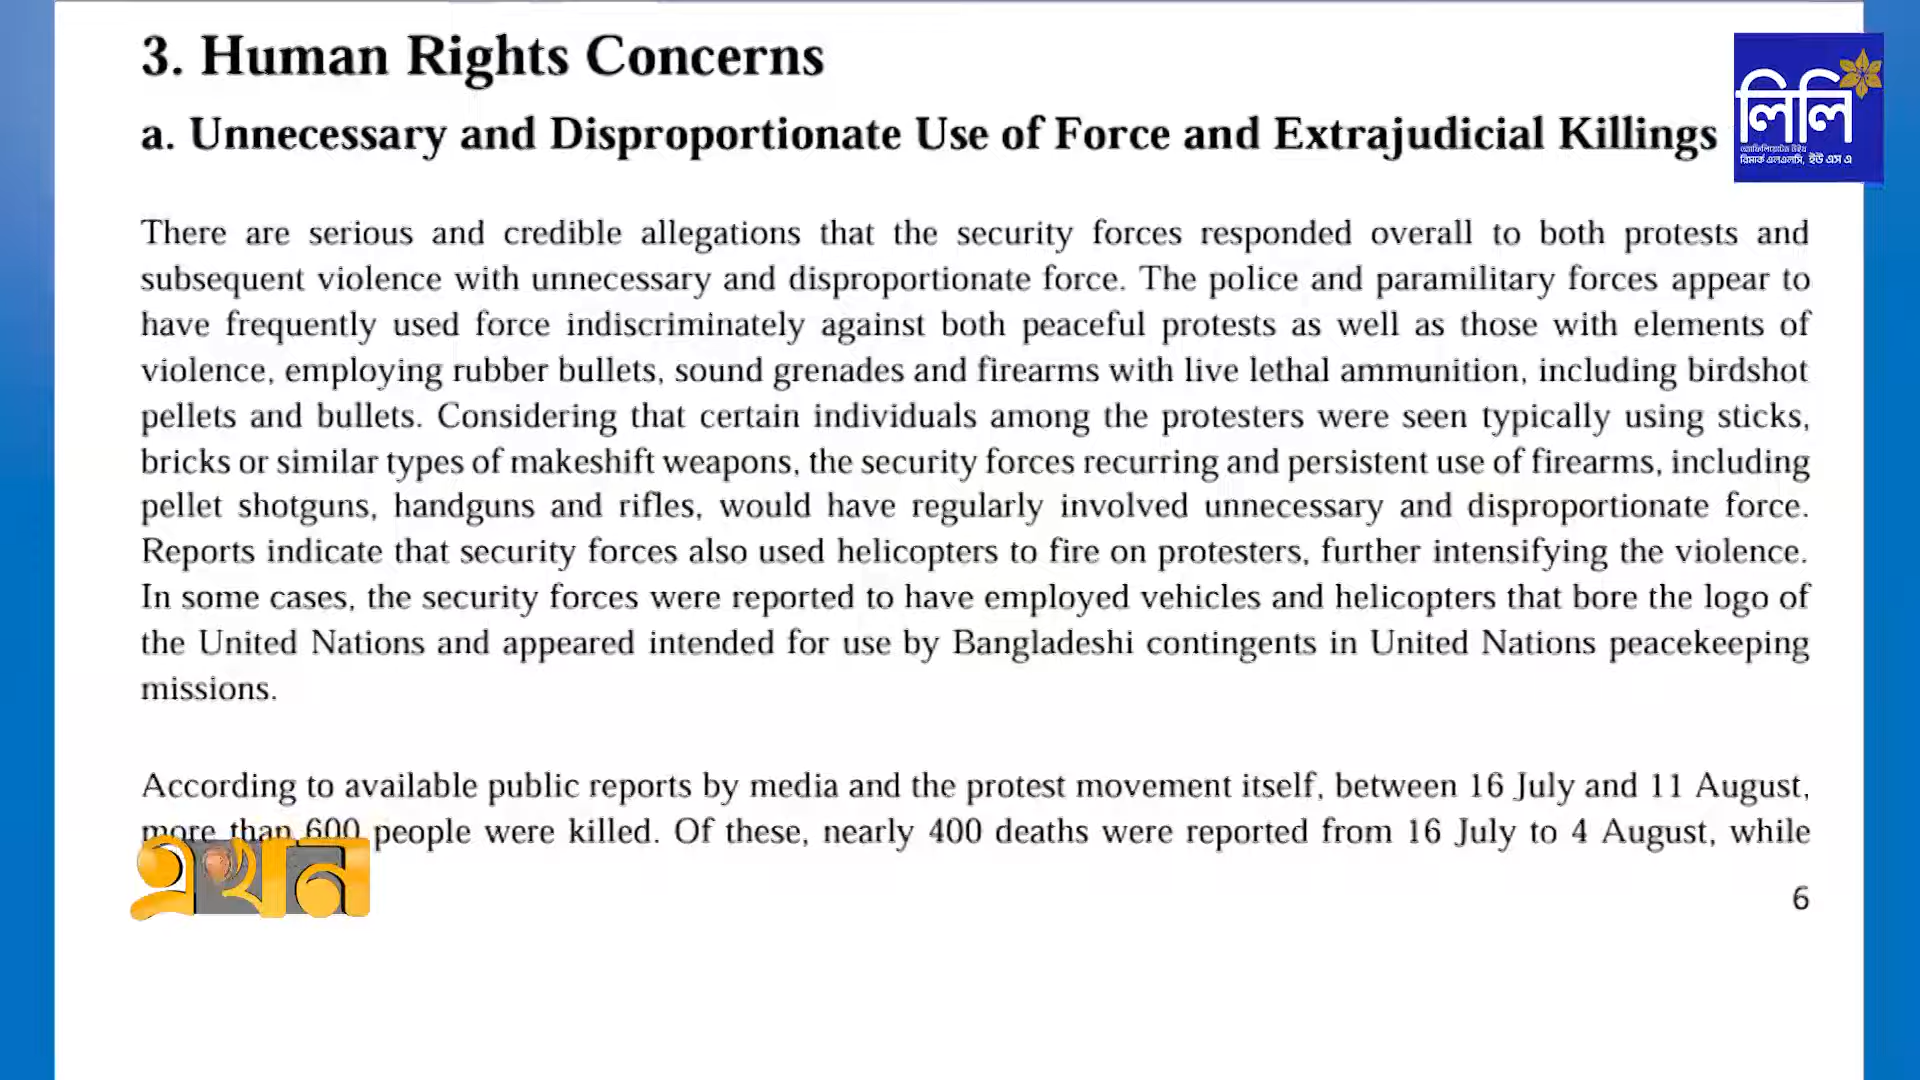 3. Human Rights Concerns
a. Unnecessary and Disproportionate Use of Force and Extrajudicial Killings
লিলি
অ্যাফিলিয়েটেড উইথ
রিমার্ক এলএলসি, ইউ এস এ
There are serious and credible allegations that the security forces responded overall to both protests and
subsequent violence with unnecessary and disproportionate force. The police and paramilitary forces appear to
have frequently used force indiscriminately against both peaceful protests as well as those with elements of
violence, employing rubber bullets, sound grenades and firearms with live lethal ammunition, including birdshot
pellets and bullets. Considering that certain individuals among the protesters were seen typically using sticks,
bricks or similar types of makeshift weapons, the security forces recurring and persistent use of firearms, including
pellet shotguns, handguns and rifles, would have regularly involved unnecessary and disproportionate force.
Reports indicate that security forces also used helicopters to fire on protesters, further intensifying the violence.
In some cases, the security forces were reported to have employed vehicles and helicopters that bore the logo of
the United Nations and appeared intended for use by Bangladeshi contingents in United Nations peacekeeping
missions.
According to available public reports by media and the protest movement itself, between 16 July and 11 August,
more than 600 people were killed. Of these, nearly 400 deaths were reported from 16 July to 4 August, while
এখন
6